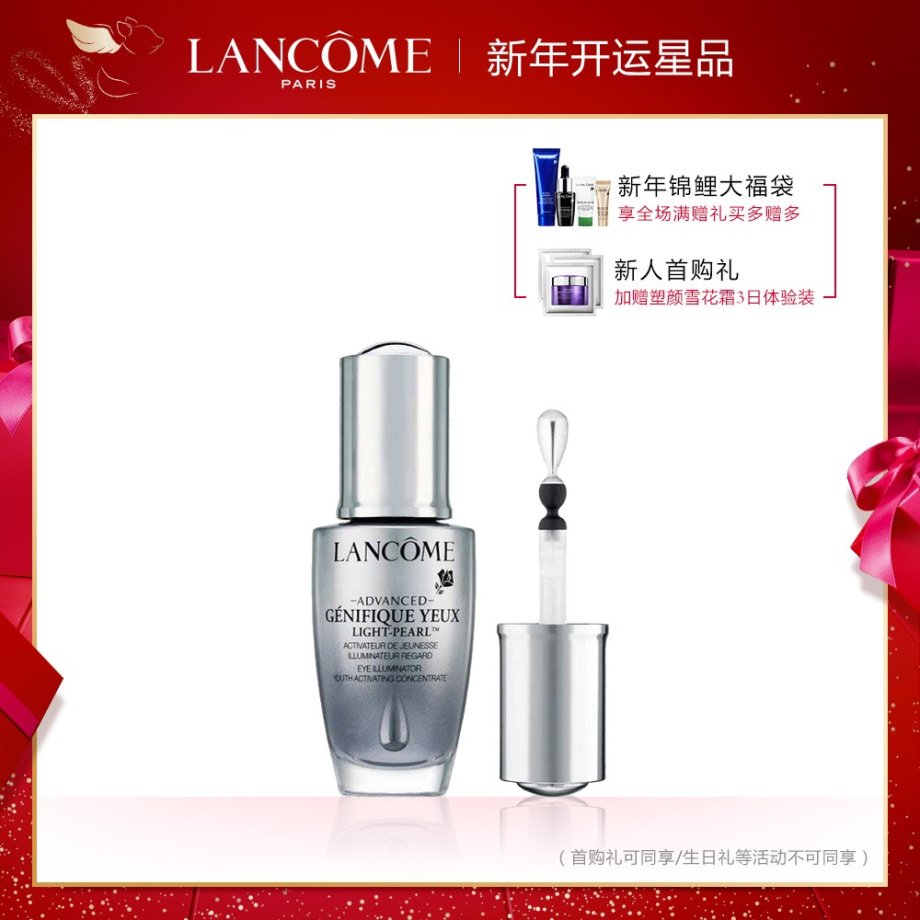 LANCÔME
PARIS
新年开运星品
新年锦鲤大福袋
享全场满赠礼买多赠多
新人首购礼
加赠塑颜雪花霜3日体验装
LANCÔME
-ADVANCED-
GÉNIFIQUE YEUX
LIGHT-PEARL™
ACTIVATEUR DE JEUNESSE
ILLUMINATEUR REGARD
EYE ILLUMINATOR
YOUTH ACTIVATING CONCENTRATE
（首购礼可同享/生日礼等活动不可同享）